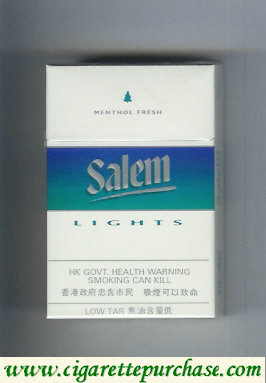 MENTHOL FRESH
Salem
LIGHTS
HK GOVT. HEALTH WARNING
SMOKING CAN KILL
香港政府忠告市民 吸煙可以致命
LOW TAR 焦油含量低
www.cigarettepurchase.com